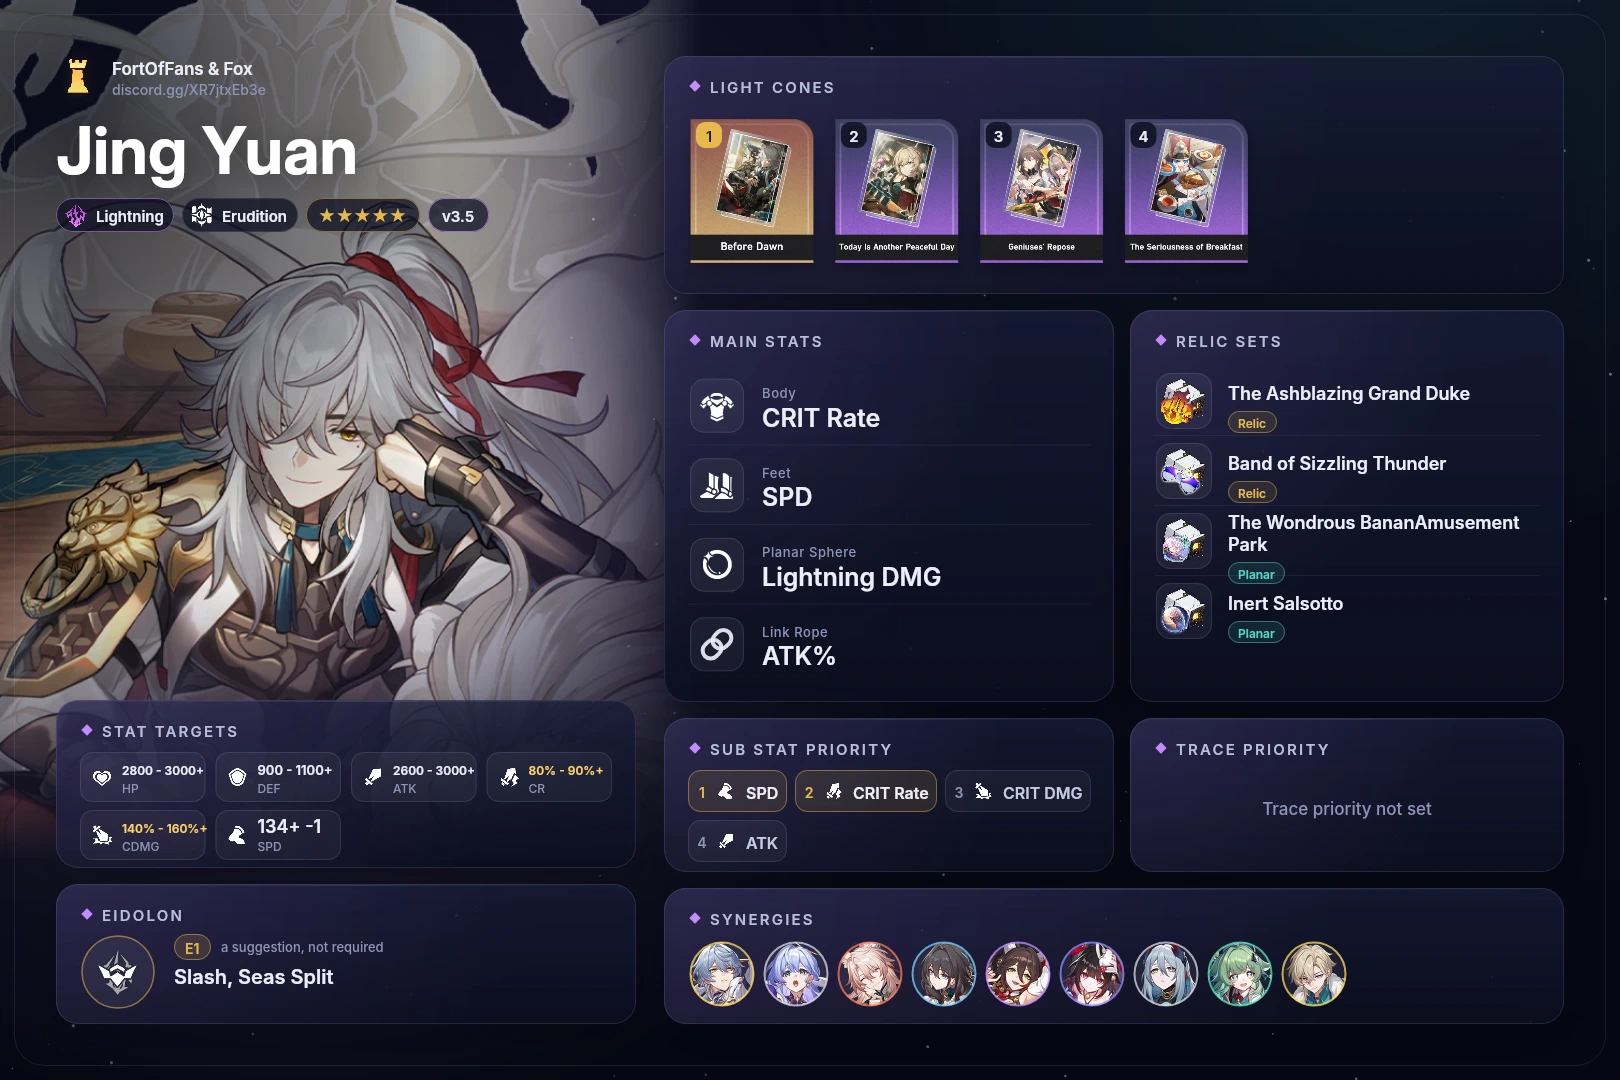 FortOfFans & Fox
discord.gg/XR7jtxEb3e
Jing Yuan
Lightning
Erudition
★★★★★
v3.5
STAT TARGETS
2800 - 3000+
HP
900 - 1100+
DEF
2600 - 3000+
ATK
80% - 90%+
CR
140% - 160%+
CDMG
134+ -1
SPD
EIDOLON
E1 a suggestion, not required
Slash, Seas Split
LIGHT CONES
1
Before Dawn
2
Today Is Another Peaceful Day
3
Geniuses' Repose
4
The Seriousness of Breakfast
MAIN STATS
Body
CRIT Rate
Feet
SPD
Planar Sphere
Lightning DMG
Link Rope
ATK%
RELIC SETS
The Ashblazing Grand Duke
Relic
Band of Sizzling Thunder
Relic
The Wondrous BananAmusement
Park
Planar
Inert Salsotto
Planar
SUB STAT PRIORITY
1 SPD
2 CRIT Rate
3 CRIT DMG
4 ATK
TRACE PRIORITY
Trace priority not set
SYNERGIES